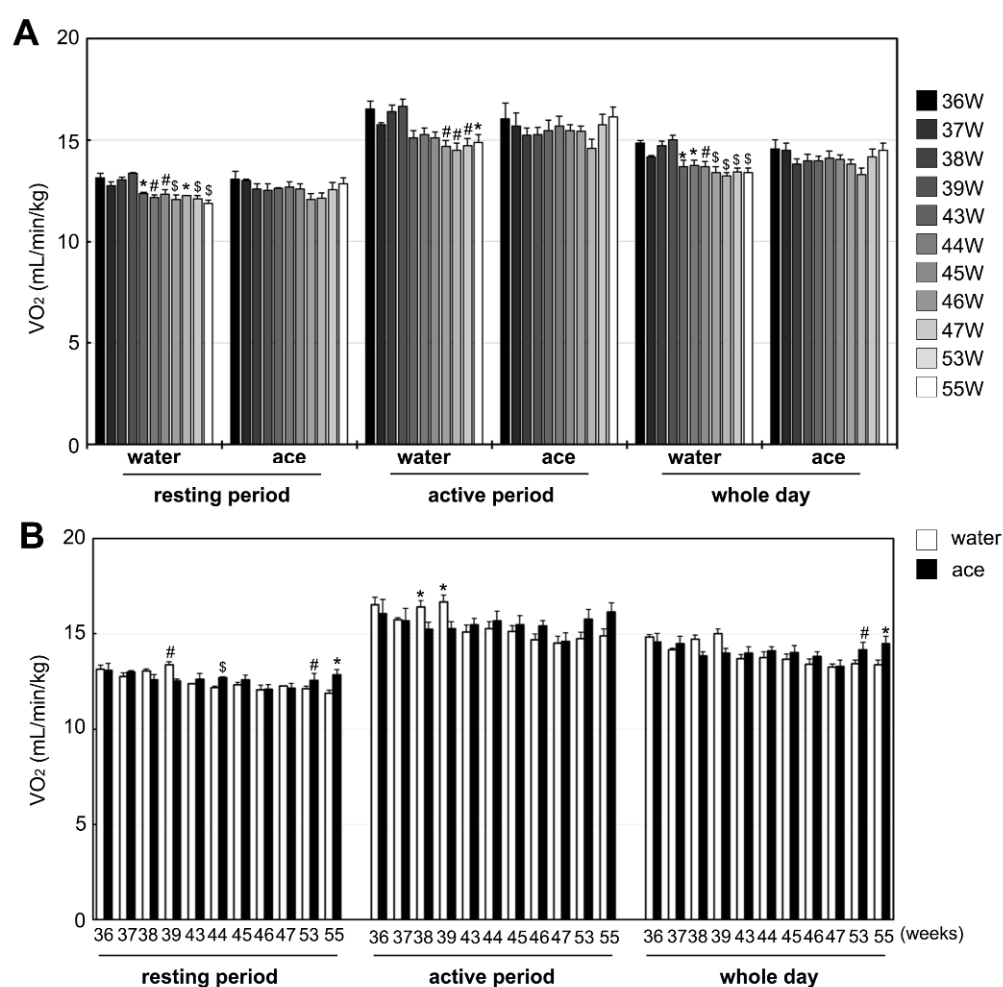 A
20
15
10
5
0
VO₂ (mL/min/kg)
* # # $ * $ $
# # # *
* * # $ $ $ $
36W
37W
38W
39W
43W
44W
45W
46W
47W
53W
55W
water ace water ace water ace
resting period active period whole day
B
20
15
10
5
0
VO₂ (mL/min/kg)
# $ # *
* *
# *
water
ace
36 37 38 39 43 44 45 46 47 53 55 36 37 38 39 43 44 45 46 47 53 55 36 37 38 39 43 44 45 46 47 53 55 (weeks)
resting period active period whole day